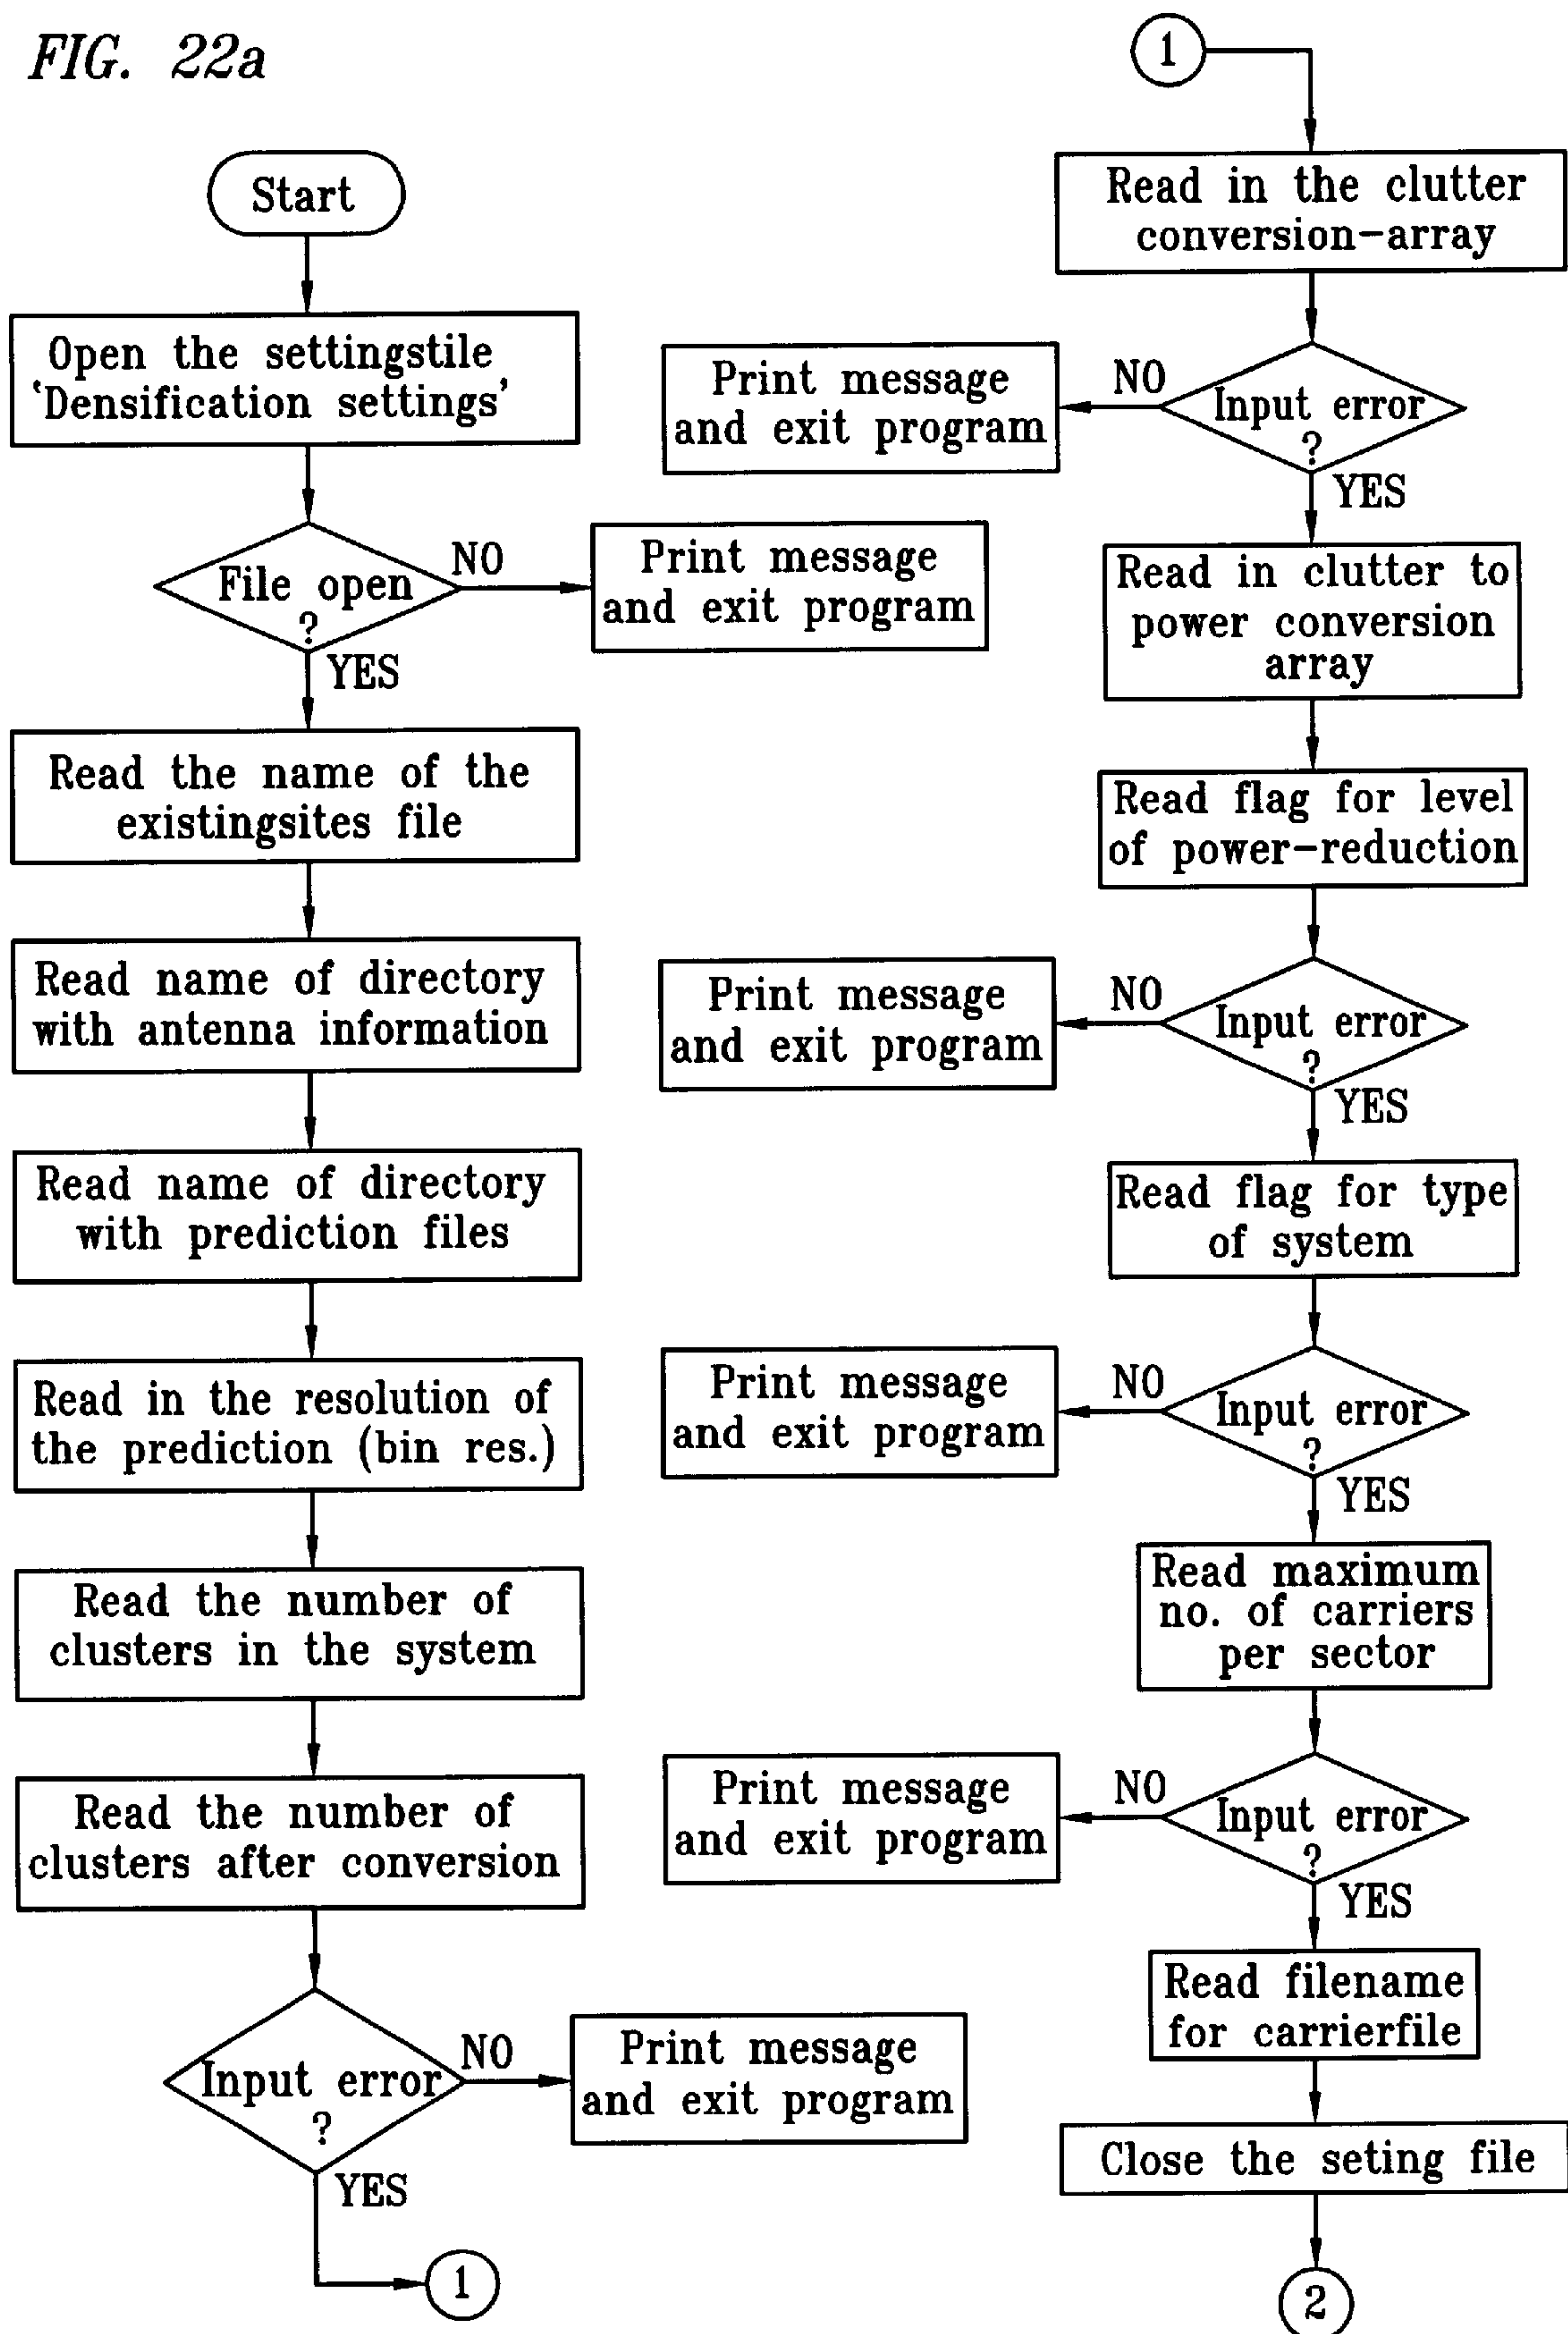 FIG. 22a
Start
Open the settingstile
'Densification settings'
File open
?
NO
Print message
and exit program
YES
Read the name of the
existingsites file
Read name of directory
with antenna information
Read name of directory
with prediction files
Read in the resolution of
the prediction (bin res.)
Read the number of
clusters in the system
Read the number of
clusters after conversion
Input error
?
NO
Print message
and exit program
YES
1
1
Read in the clutter
conversion-array
Input error
?
NO
Print message
and exit program
YES
Read in clutter to
power conversion
array
Read flag for level
of power-reduction
Input error
?
NO
Print message
and exit program
YES
Read flag for type
of system
Input error
?
NO
Print message
and exit program
YES
Read maximum
no. of carriers
per sector
Input error
?
NO
Print message
and exit program
YES
Read filename
for carrierfile
Close the seting file
2